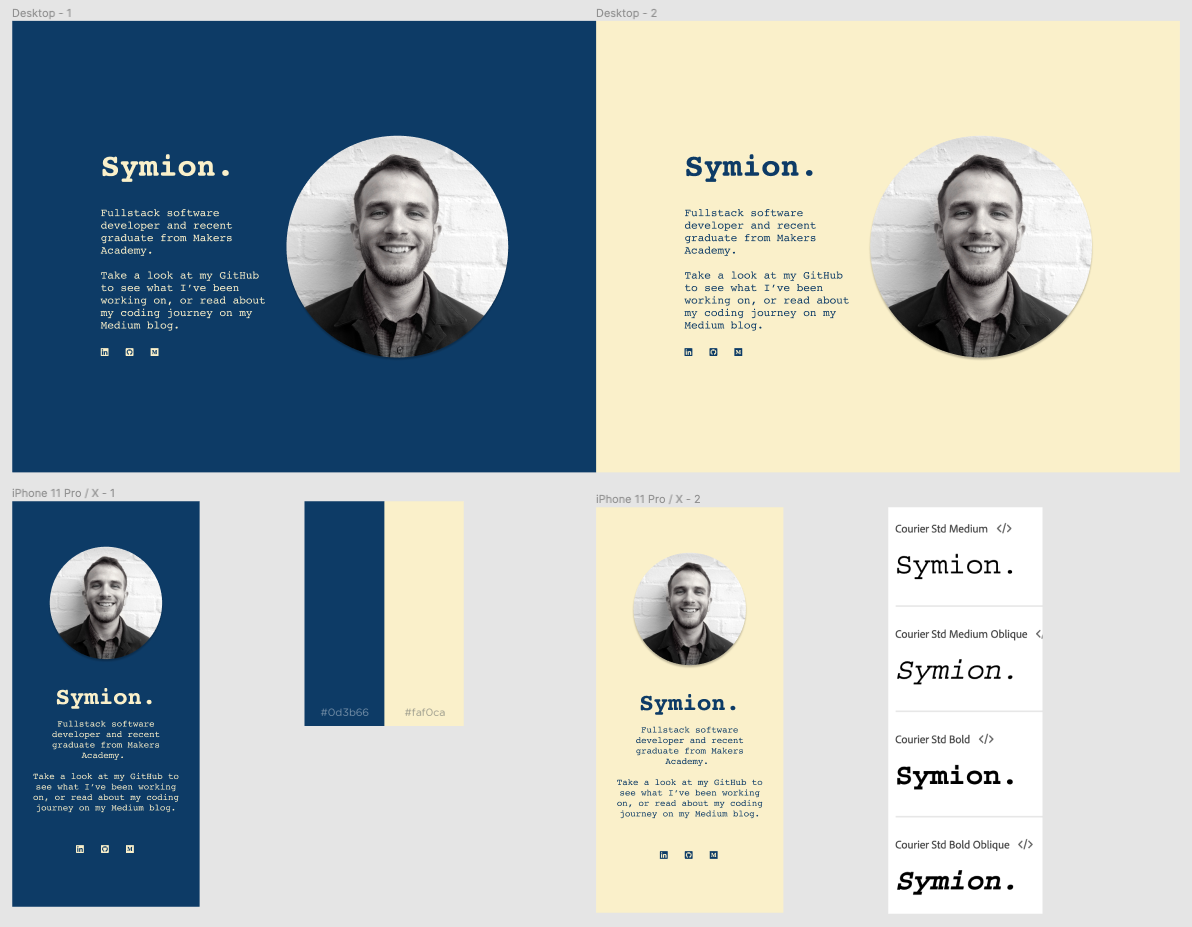 Desktop - 1
Symion.
Fullstack software
developer and recent
graduate from Makers
Academy.
Take a look at my GitHub
to see what I’ve been
working on, or read about
my coding journey on my
Medium blog.
in
M
Desktop - 2
Symion.
Fullstack software
developer and recent
graduate from Makers
Academy.
Take a look at my GitHub
to see what I’ve been
working on, or read about
my coding journey on my
Medium blog.
in
M
iPhone 11 Pro / X - 1
Symion.
Fullstack software
developer and recent
graduate from Makers
Academy.
Take a look at my GitHub to
see what I’ve been working
on, or read about my coding
journey on my Medium blog.
in
M
#0d3b66
#faf0ca
iPhone 11 Pro / X - 2
Symion.
Fullstack software
developer and recent
graduate from Makers
Academy.
Take a look at my GitHub to
see what I’ve been working
on, or read about my coding
journey on my Medium blog.
in
M
Courier Std Medium </>
Symion.
Courier Std Medium Oblique </
Symion.
Courier Std Bold </>
Symion.
Courier Std Bold Oblique </>
Symion.